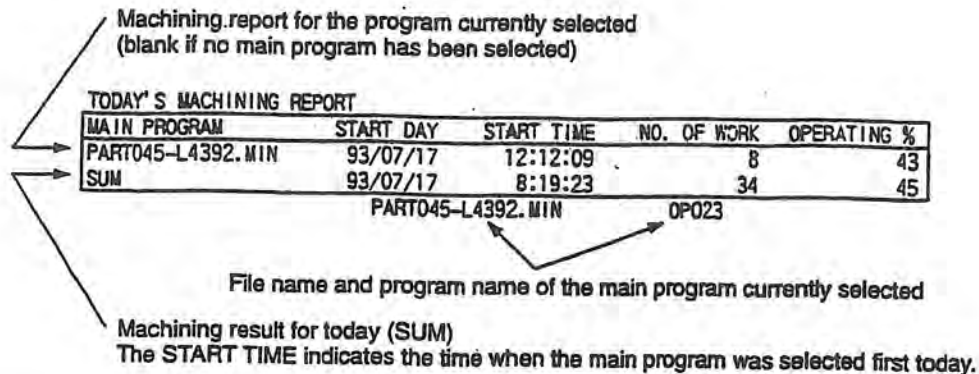 Machining.report for the program currently selected
(blank if no main program has been selected)
TODAY'S MACHINING REPORT
MAIN PROGRAM START DAY START TIME NO. OF WORK OPERATING %
PART045-L4392.MIN 93/07/17 12:12:09 8 43
SUM 93/07/17 8:19:23 34 45
PART045-L4392.MIN OP023
File name and program name of the main program currently selected
Machining result for today (SUM)
The START TIME indicates the time when the main program was selected first today.